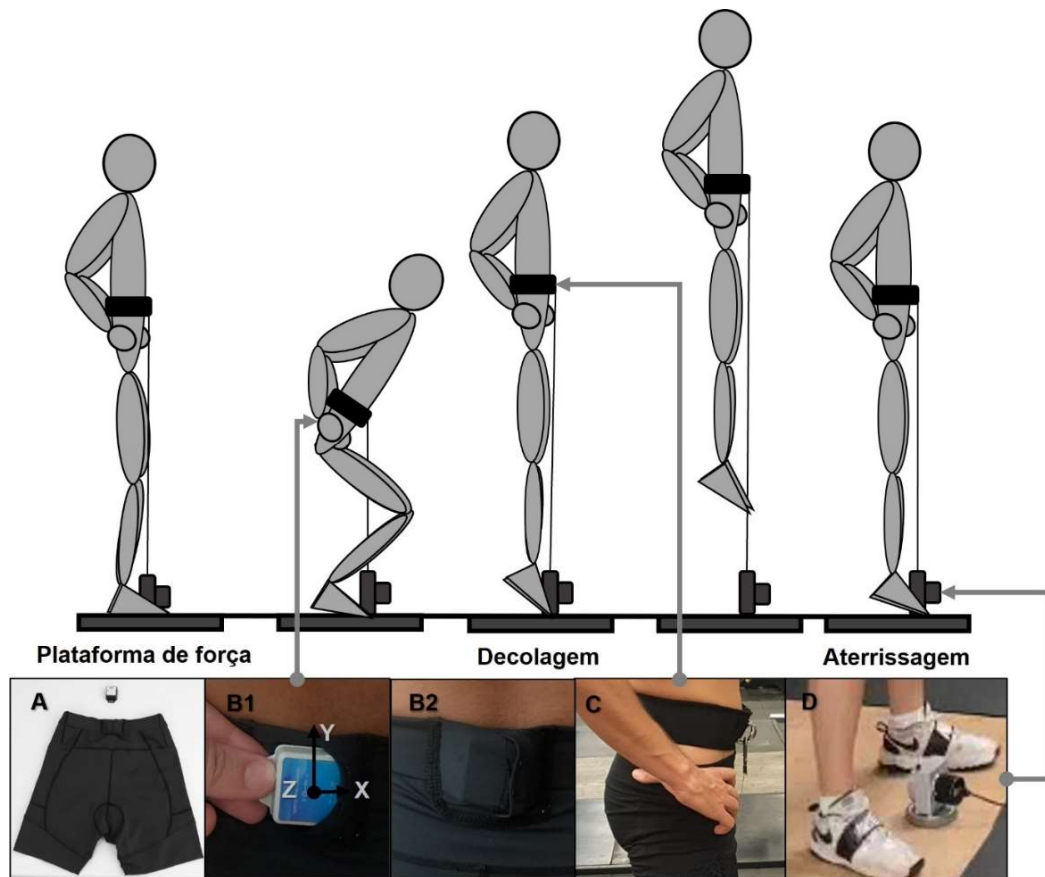 Plataforma de força
Decolagem
Aterrissagem
A
B1
B2
C
D
Y
Z
X